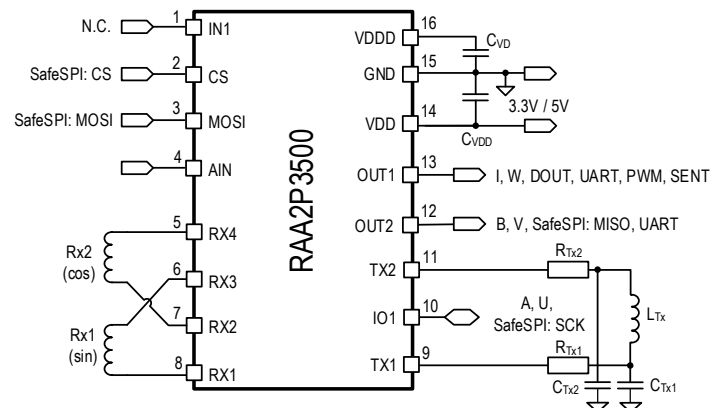 N.C.
1
IN1
SafeSPI: CS
2
CS
SafeSPI: MOSI
3
MOSI
4
AIN
5
RX4
Rx2
(cos)
6
RX3
7
RX2
Rx1
(sin)
8
RX1
RAA2P3500
16
VDDD
CVD
15
GND
3.3V / 5V
14
VDD
CVDD
13
OUT1
I, W, DOUT, UART, PWM, SENT
12
OUT2
B, V, SafeSPI: MISO, UART
11
TX2
RTx2
10
IO1
A, U,
SafeSPI: SCK
LTx
9
TX1
RTx1
CTx2
CTx1